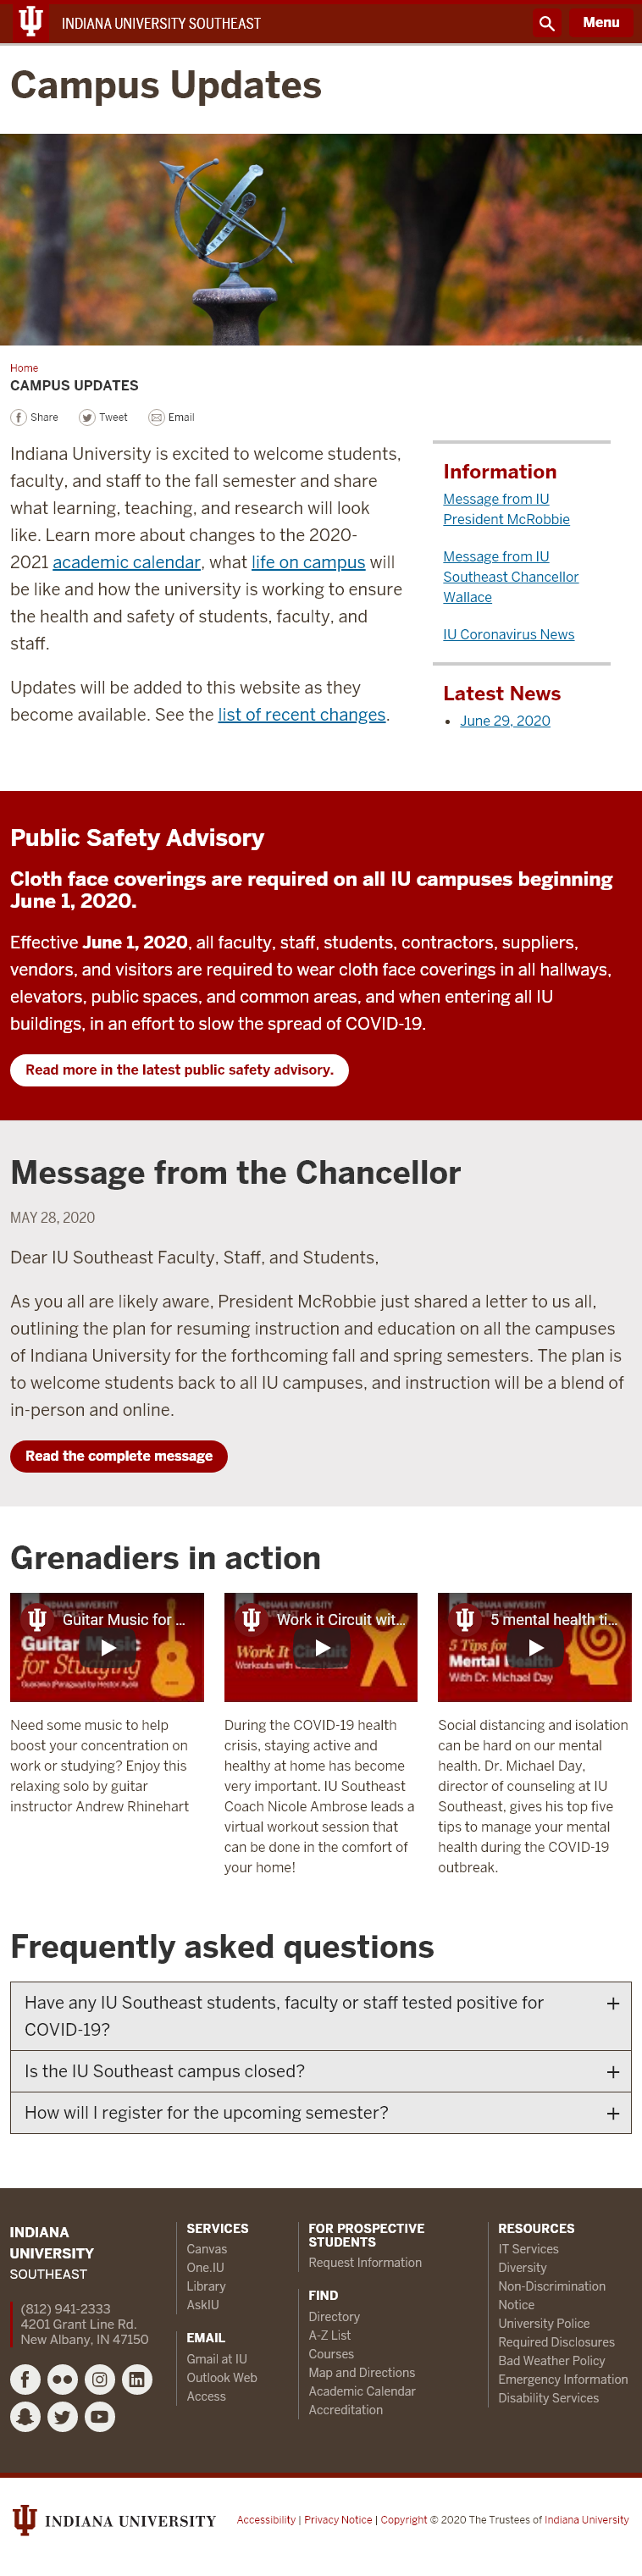 INDIANA UNIVERSITY SOUTHEAST
Menu
Campus Updates
Home
CAMPUS UPDATES
Share
Tweet
Email
Indiana University is excited to welcome students,
faculty, and staff to the fall semester and share
what learning, teaching, and research will look
like. Learn more about changes to the 2020-
2021 academic calendar, what life on campus will
be like and how the university is working to ensure
the health and safety of students, faculty, and
staff.
Updates will be added to this website as they
become available. See the list of recent changes.
Information
Message from IU
President McRobbie
Message from IU
Southeast Chancellor
Wallace
IU Coronavirus News
Latest News
June 29, 2020
Public Safety Advisory
Cloth face coverings are required on all IU campuses beginning
June 1, 2020.
Effective June 1, 2020, all faculty, staff, students, contractors, suppliers,
vendors, and visitors are required to wear cloth face coverings in all hallways,
elevators, public spaces, and common areas, and when entering all IU
buildings, in an effort to slow the spread of COVID-19.
Read more in the latest public safety advisory.
Message from the Chancellor
MAY 28, 2020
Dear IU Southeast Faculty, Staff, and Students,
As you all are likely aware, President McRobbie just shared a letter to us all,
outlining the plan for resuming instruction and education on all the campuses
of Indiana University for the forthcoming fall and spring semesters. The plan is
to welcome students back to all IU campuses, and instruction will be a blend of
in-person and online.
Read the complete message
Grenadiers in action
Guitar Music for ...
Guitar Music
for Studying
Guarania (Paraguay) by Hector Ayala
Need some music to help
boost your concentration on
work or studying? Enjoy this
relaxing solo by guitar
instructor Andrew Rhinehart
Work it Circuit wit...
Work It
During the COVID-19 health
crisis, staying active and
healthy at home has become
very important. IU Southeast
Coach Nicole Ambrose leads a
virtual workout session that
can be done in the comfort of
your home!
5 mental health ti...
5 Tips for
Mental Health
With Dr. Michael Day
Social distancing and isolation
can be hard on our mental
health. Dr. Michael Day,
director of counseling at IU
Southeast, gives his top five
tips to manage your mental
health during the COVID-19
outbreak.
Frequently asked questions
Have any IU Southeast students, faculty or staff tested positive for
COVID-19?
Is the IU Southeast campus closed?
How will I register for the upcoming semester?
INDIANA
UNIVERSITY
SOUTHEAST
(812) 941-2333
4201 Grant Line Rd.
New Albany, IN 47150
SERVICES
Canvas
One.IU
Library
AskIU
EMAIL
Gmail at IU
Outlook Web
Access
FOR PROSPECTIVE
STUDENTS
Request Information
FIND
Directory
A-Z List
Courses
Map and Directions
Academic Calendar
Accreditation
RESOURCES
IT Services
Diversity
Non-Discrimination
Notice
University Police
Required Disclosures
Bad Weather Policy
Emergency Information
Disability Services
INDIANA UNIVERSITY
Accessibility | Privacy Notice | Copyright © 2020 The Trustees of Indiana University